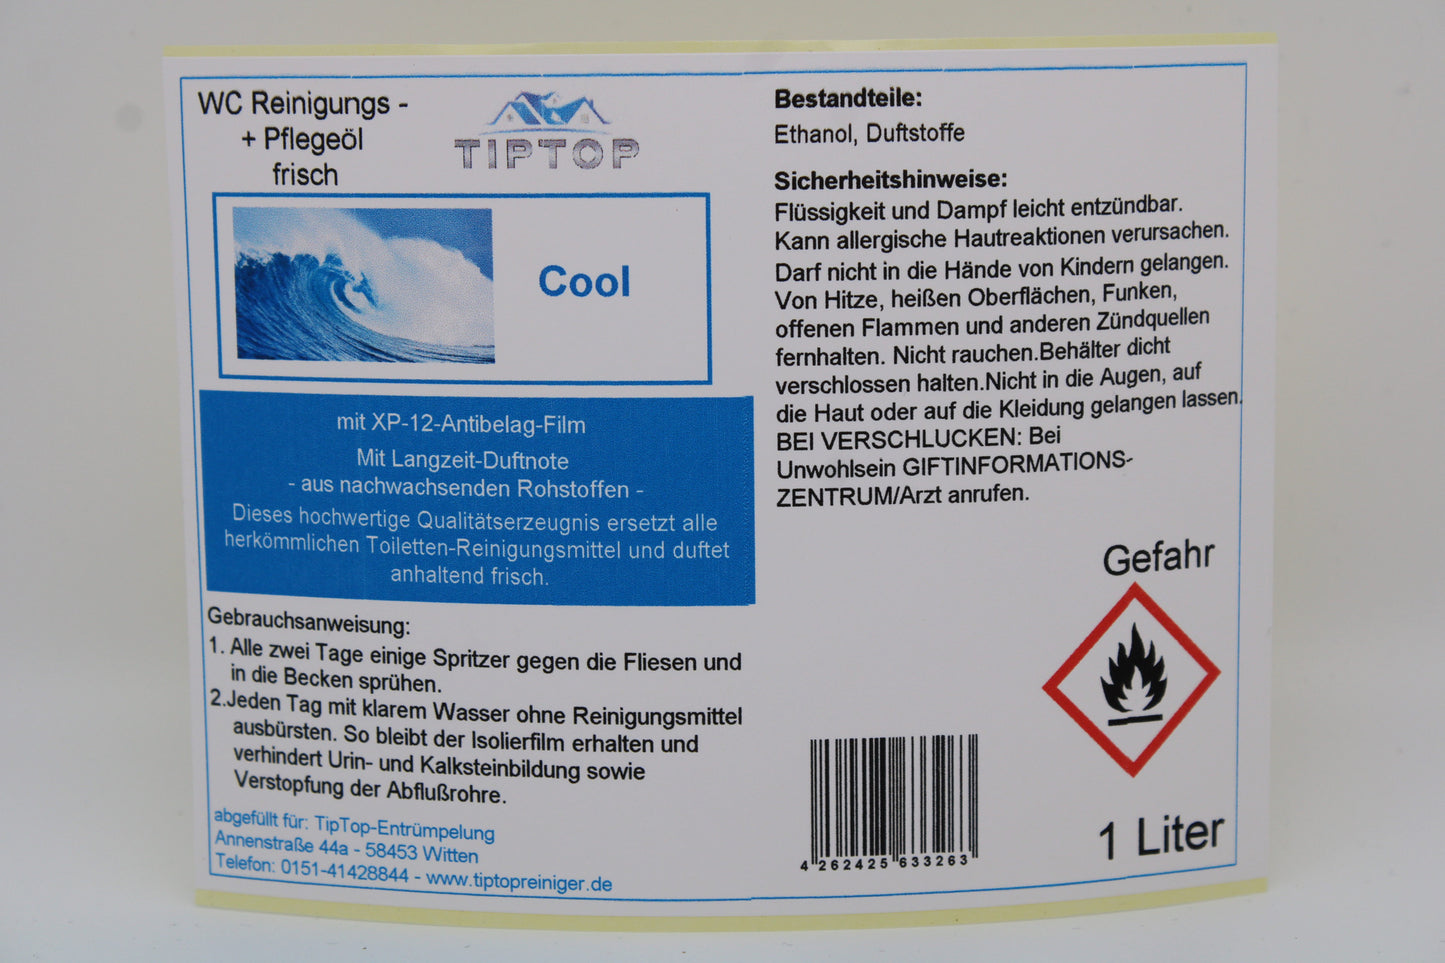 WC Reinigungs -
+ Pflegeöl
frisch
TIPTOP
Cool
mit XP-12-Antibelag-Film
Mit Langzeit-Duftnote
- aus nachwachsenden Rohstoffen -
Dieses hochwertige Qualitätserzeugnis ersetzt alle
herkömmlichen Toiletten-Reinigungsmittel und duftet
anhaltend frisch.
Gebrauchsanweisung:
1. Alle zwei Tage einige Spritzer gegen die Fliesen und
in die Becken sprühen.
2.Jeden Tag mit klarem Wasser ohne Reinigungsmittel
ausbürsten. So bleibt der Isolierfilm erhalten und
verhindert Urin- und Kalksteinbildung sowie
Verstopfung der Abflußrohre.
abgefüllt für: TipTop-Entrümpelung
Annenstraße 44a - 58453 Witten
Telefon: 0151-41428844 - www.tiptopreiniger.de
Bestandteile:
Ethanol, Duftstoffe
Sicherheitshinweise:
Flüssigkeit und Dampf leicht entzündbar.
Kann allergische Hautreaktionen verursachen.
Darf nicht in die Hände von Kindern gelangen.
Von Hitze, heißen Oberflächen, Funken,
offenen Flammen und anderen Zündquellen
fernhalten. Nicht rauchen.Behälter dicht
verschlossen halten.Nicht in die Augen, auf
die Haut oder auf die Kleidung gelangen lassen.
BEI VERSCHLUCKEN: Bei
Unwohlsein GIFTINFORMATIONS-
ZENTRUM/Arzt anrufen.
Gefahr
4 262425 633263
1 Liter